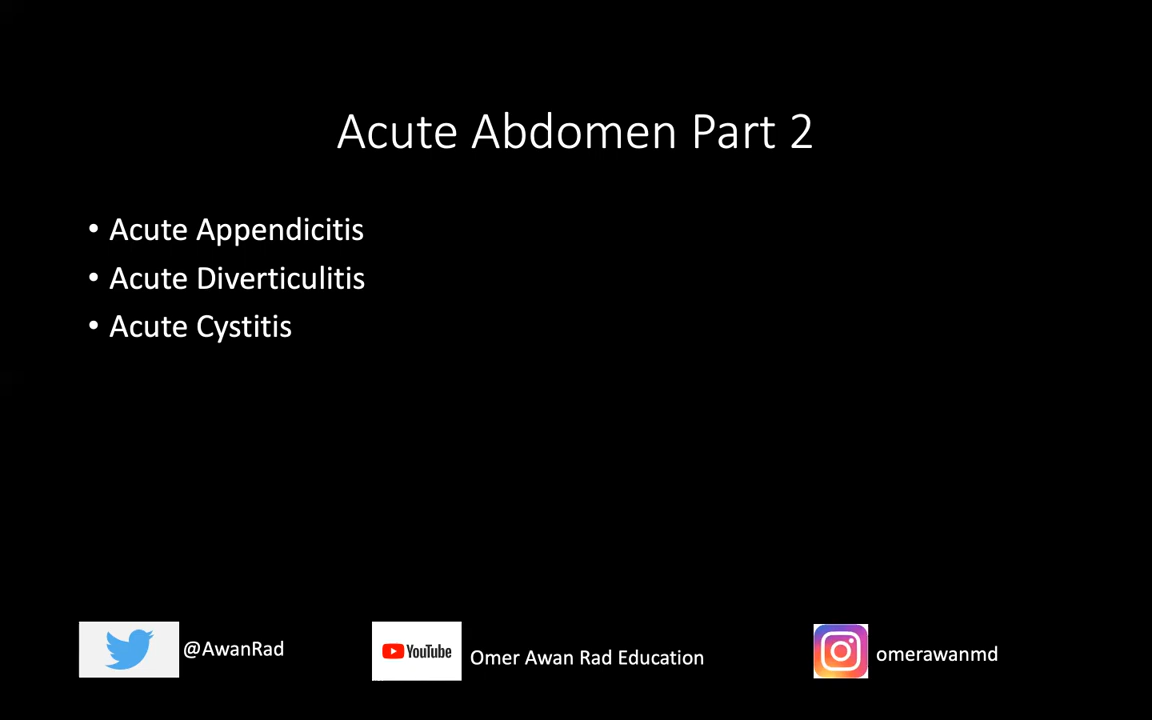 Acute Abdomen Part 2
• Acute Appendicitis
• Acute Diverticulitis
• Acute Cystitis
@AwanRad
YouTube
Omer Awan Rad Education
omerawanmd